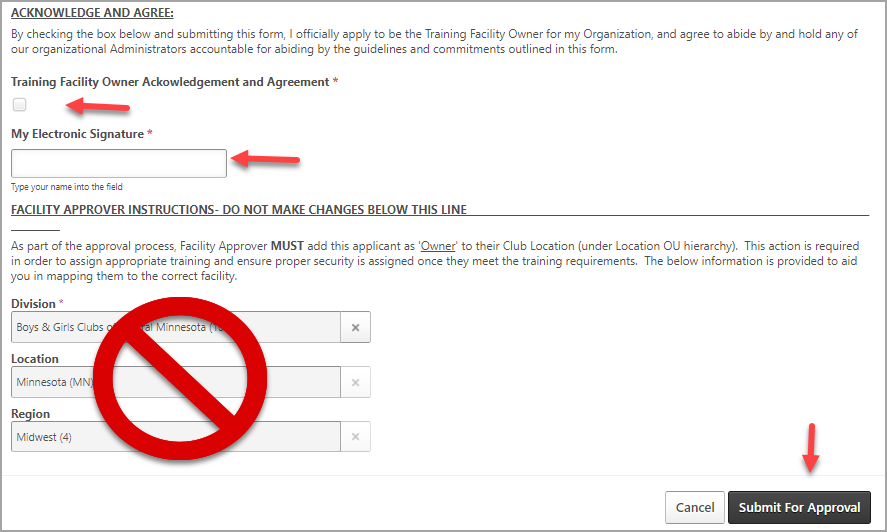 ACKNOWLEDGE AND AGREE:
By checking the box below and submitting this form, I officially apply to be the Training Facility Owner for my Organization, and agree to abide by and hold any of
our organizational Administrators accountable for abiding by the guidelines and commitments outlined in this form.
Training Facility Owner Ackowledgement and Agreement *
My Electronic Signature *
Type your name into the field
FACILITY APPROVER INSTRUCTIONS- DO NOT MAKE CHANGES BELOW THIS LINE
As part of the approval process, Facility Approver MUST add this applicant as 'Owner' to their Club Location (under Location OU hierarchy). This action is required
in order to assign appropriate training and ensure proper security is assigned once they meet the training requirements. The below information is provided to aid
you in mapping them to the correct facility.
Division *
Boys & Girls Clubs Minnesota
Location
Minnesota (MN)
Region
Midwest (4)
Cancel Submit For Approval